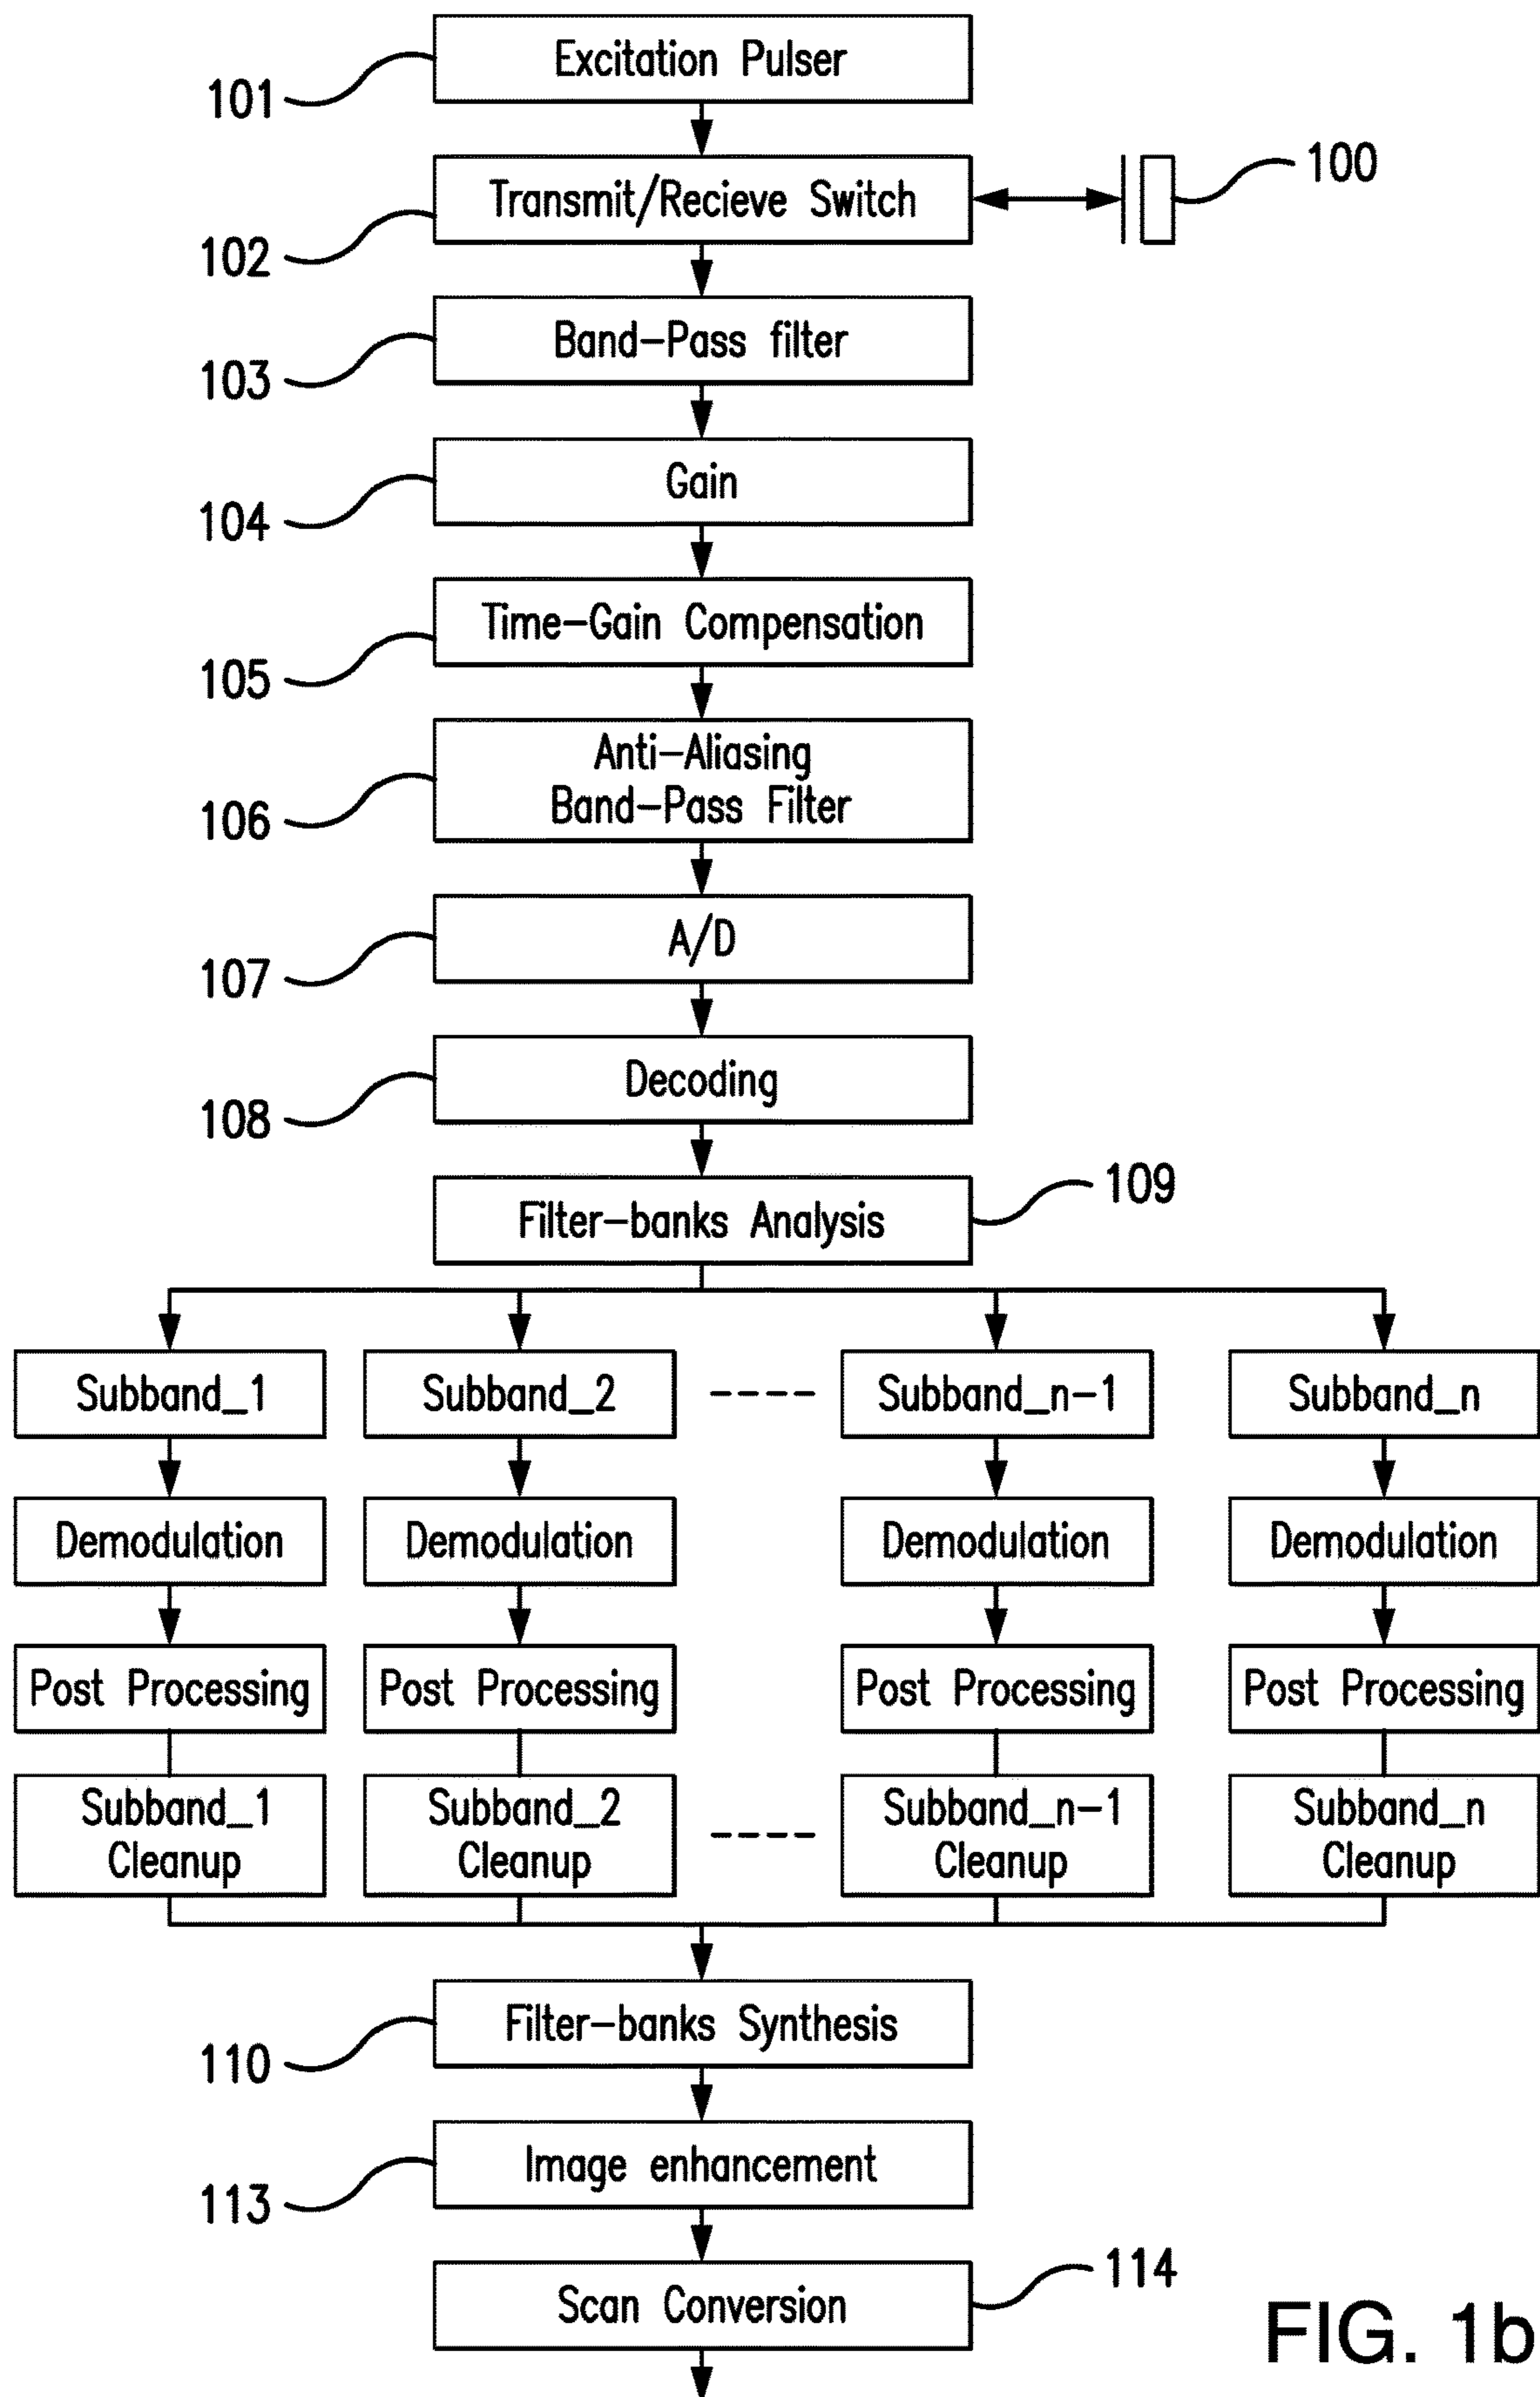 Excitation Pulser
101
100
Transmit/Recieve Switch
102
Band-Pass filter
103
Gain
104
Time-Gain Compensation
105
Anti-Aliasing
Band-Pass Filter
106
A/D
107
Decoding
108
109
Filter-banks Analysis
Subband_1 Subband_2 ---- Subband_n-1 Subband_n
Demodulation Demodulation Demodulation Demodulation
Post Processing Post Processing Post Processing Post Processing
Subband_1 Subband_2 ---- Subband_n-1 Subband_n
Cleanup Cleanup Cleanup Cleanup
Filter-banks Synthesis
110
Image enhancement
113
114
Scan Conversion
FIG. 1b